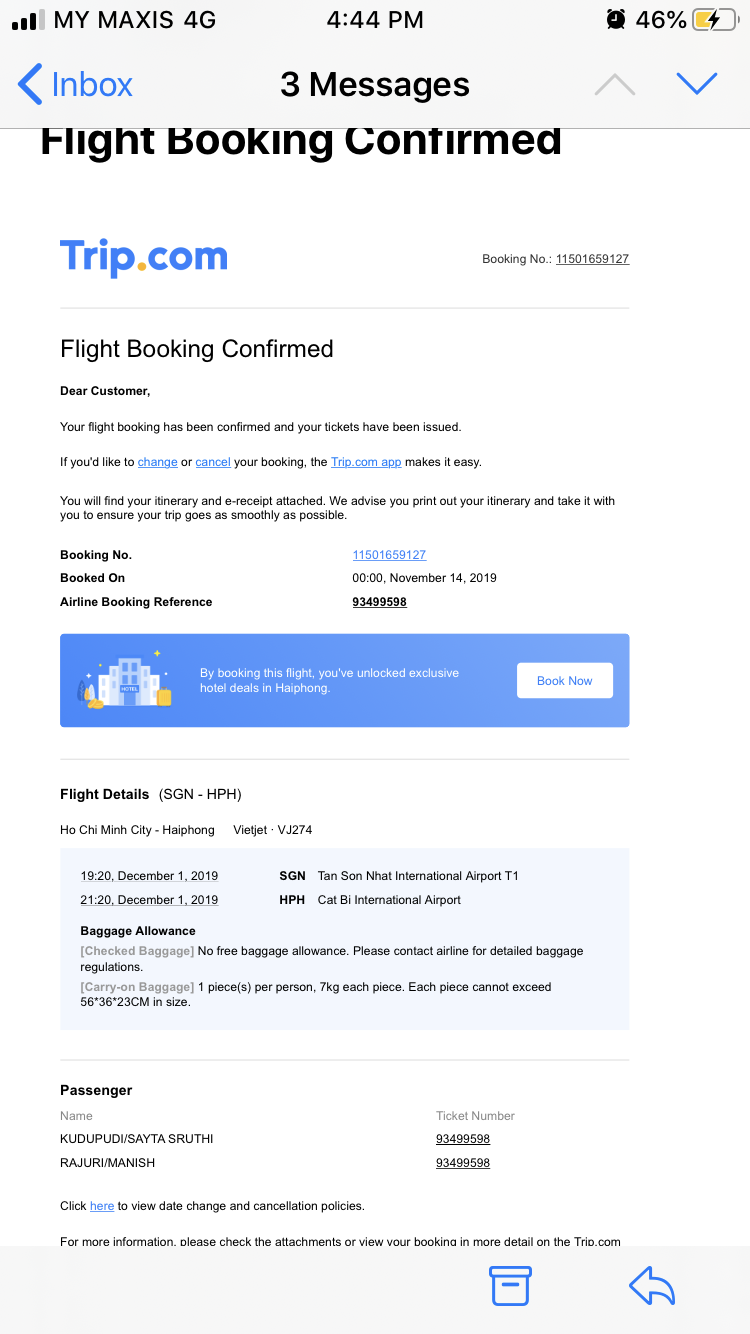 MY MAXIS 4G 4:44 PM 46%
Inbox 3 Messages
Flight Booking Confirmed
Trip.com Booking No.: 11501659127
Flight Booking Confirmed
Dear Customer,
Your flight booking has been confirmed and your tickets have been issued.
If you'd like to change or cancel your booking, the Trip.com app makes it easy.
You will find your itinerary and e-receipt attached. We advise you print out your itinerary and take it with
you to ensure your trip goes as smoothly as possible.
Booking No. 11501659127
Booked On 00:00, November 14, 2019
Airline Booking Reference 93499598
HOTEL
By booking this flight, you've unlocked exclusive
hotel deals in Haiphong.
Book Now
Flight Details (SGN - HPH)
Ho Chi Minh City - Haiphong Vietjet · VJ274
19:20, December 1, 2019 SGN Tan Son Nhat International Airport T1
21:20, December 1, 2019 HPH Cat Bi International Airport
Baggage Allowance
[Checked Baggage] No free baggage allowance. Please contact airline for detailed baggage
regulations.
[Carry-on Baggage] 1 piece(s) per person, 7kg each piece. Each piece cannot exceed
56*36*23CM in size.
Passenger
Name Ticket Number
KUDUPUDI/SAYTA SRUTHI 93499598
RAJURI/MANISH 93499598
Click here to view date change and cancellation policies.
For more information, please check the attachments or view your booking in more detail on the Trip.com